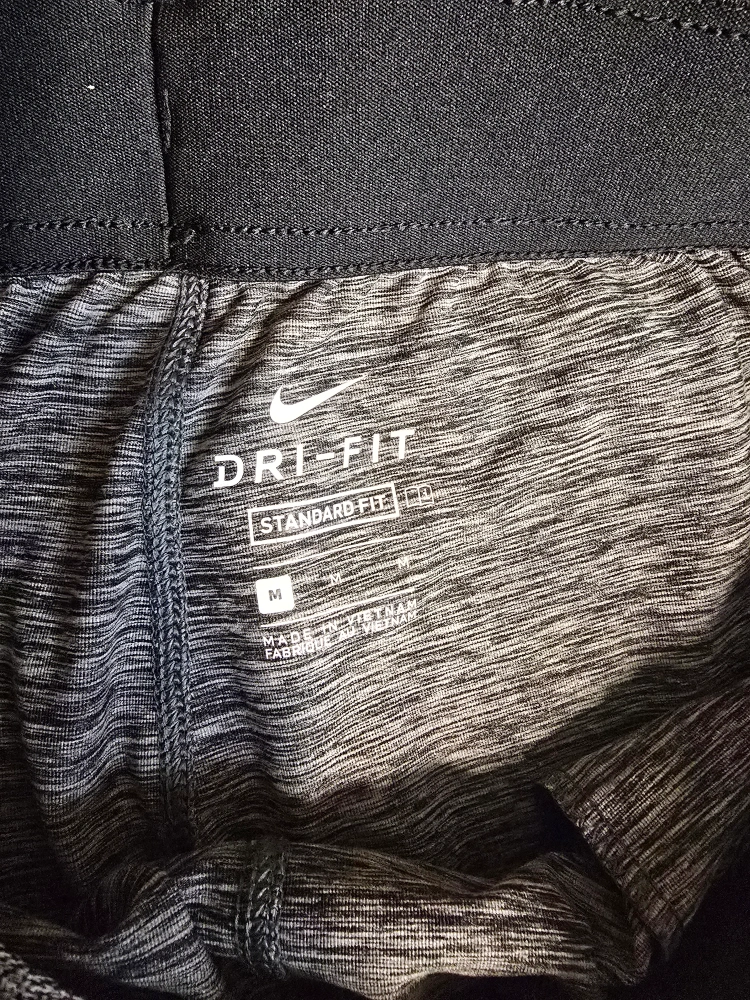 DRI-FIT
STANDARD FIT
M M M
MADE IN VIETNAM
FABRIQUÉ AU VIETNAM